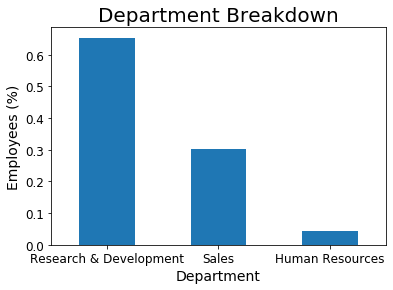 Department Breakdown
Employees (%)
0.6
0.5
0.4
0.3
0.2
0.1
0.0
Research & Development Sales Human Resources
Department